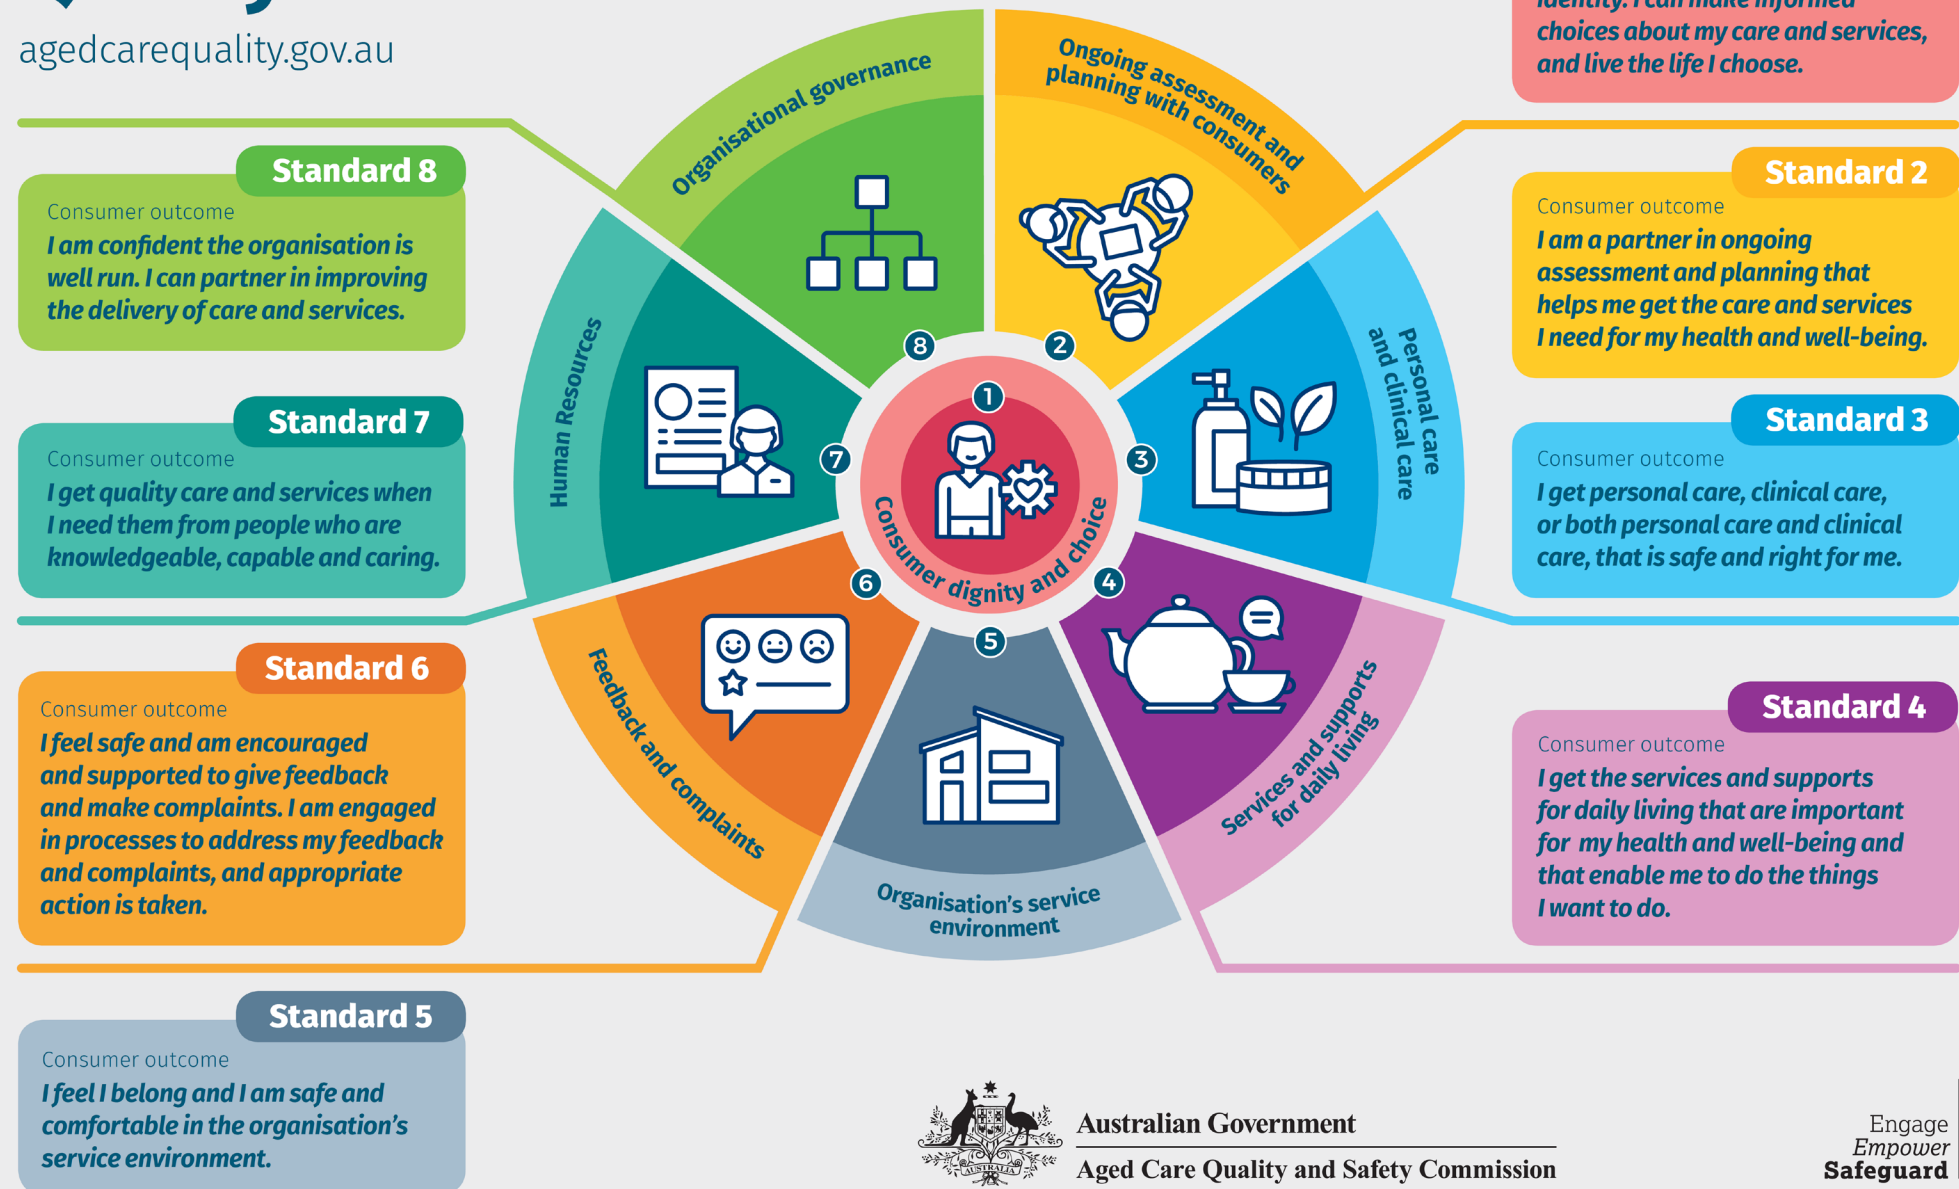 agedcarequality.gov.au
identity. I can make informed
choices about my care and services,
and live the life I choose.
Organisational governance
Ongoing assessment and
planning with consumers
Personal care
and clinical care
Services and supports
for daily living
Organisation's service
environment
Feedback and complaints
Human Resources
Consumer dignity and choice
1
2
3
4
5
6
7
8
Standard 8
Consumer outcome
I am confident the organisation is
well run. I can partner in improving
the delivery of care and services.
Standard 7
Consumer outcome
I get quality care and services when
I need them from people who are
knowledgeable, capable and caring.
Standard 6
Consumer outcome
I feel safe and am encouraged
and supported to give feedback
and make complaints. I am engaged
in processes to address my feedback
and complaints, and appropriate
action is taken.
Standard 5
Consumer outcome
I feel I belong and I am safe and
comfortable in the organisation's
service environment.
Standard 2
Consumer outcome
I am a partner in ongoing
assessment and planning that
helps me get the care and services
I need for my health and well-being.
Standard 3
Consumer outcome
I get personal care, clinical care,
or both personal care and clinical
care, that is safe and right for me.
Standard 4
Consumer outcome
I get the services and supports
for daily living that are important
for my health and well-being and
that enable me to do the things
I want to do.
AUSTRALIA
Australian Government
Aged Care Quality and Safety Commission
Engage
Empower
Safeguard